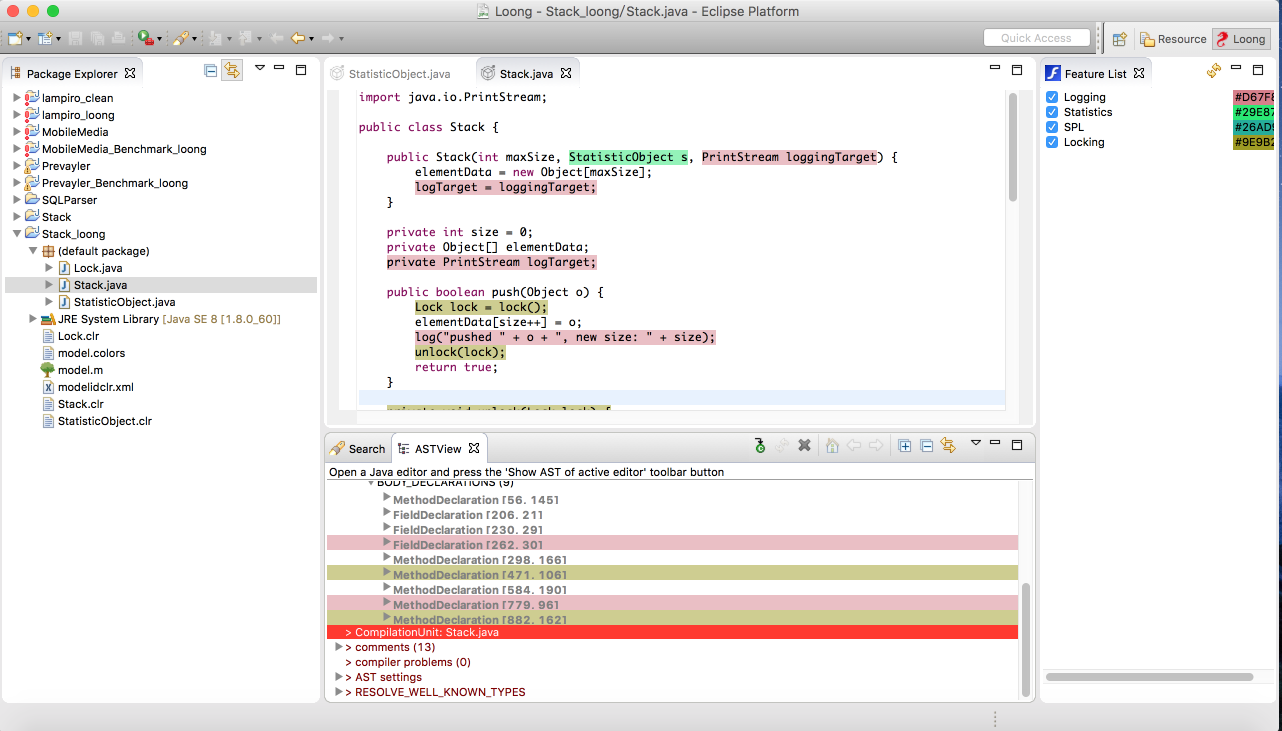 Loong - Stack_loong/Stack.java - Eclipse Platform
Quick Access
Resource
Loong
Package Explorer
lampiro_clean
lampiro_loong
MobileMedia
MobileMedia_Benchmark_loong
Prevayler
Prevayler_Benchmark_loong
SQLParser
Stack
Stack_loong
(default package)
Lock.java
Stack.java
StatisticObject.java
JRE System Library [Java SE 8 [1.8.0_60]]
Lock.clr
model.colors
model.m
modelidclr.xml
Stack.clr
StatisticObject.clr
StatisticObject.java
Stack.java
import java.io.PrintStream;
public class Stack {
public Stack(int maxSize, StatisticObject s, PrintStream loggingTarget) {
elementData = new Object[maxSize];
logTarget = loggingTarget;
}
private int size = 0;
private Object[] elementData;
private PrintStream logTarget;
public boolean push(Object o) {
Lock lock = lock();
elementData[size++] = o;
log("pushed " + o + ", new size: " + size);
unlock(lock);
return true;
}
Search
ASTView
Open a Java editor and press the 'Show AST of active editor' toolbar button
BODY_DECLARATIONS (9)
MethodDeclaration [56, 145]
FieldDeclaration [206, 21]
FieldDeclaration [230, 29]
FieldDeclaration [262, 30]
MethodDeclaration [298, 166]
MethodDeclaration [471, 106]
MethodDeclaration [584, 190]
MethodDeclaration [779, 96]
MethodDeclaration [882, 162]
> CompilationUnit: Stack.java
> comments (13)
> compiler problems (0)
> AST settings
> RESOLVE_WELL_KNOWN_TYPES
Feature List
Logging #D67F8
Statistics #29E87
SPL #26AD9
Locking #9E9B2